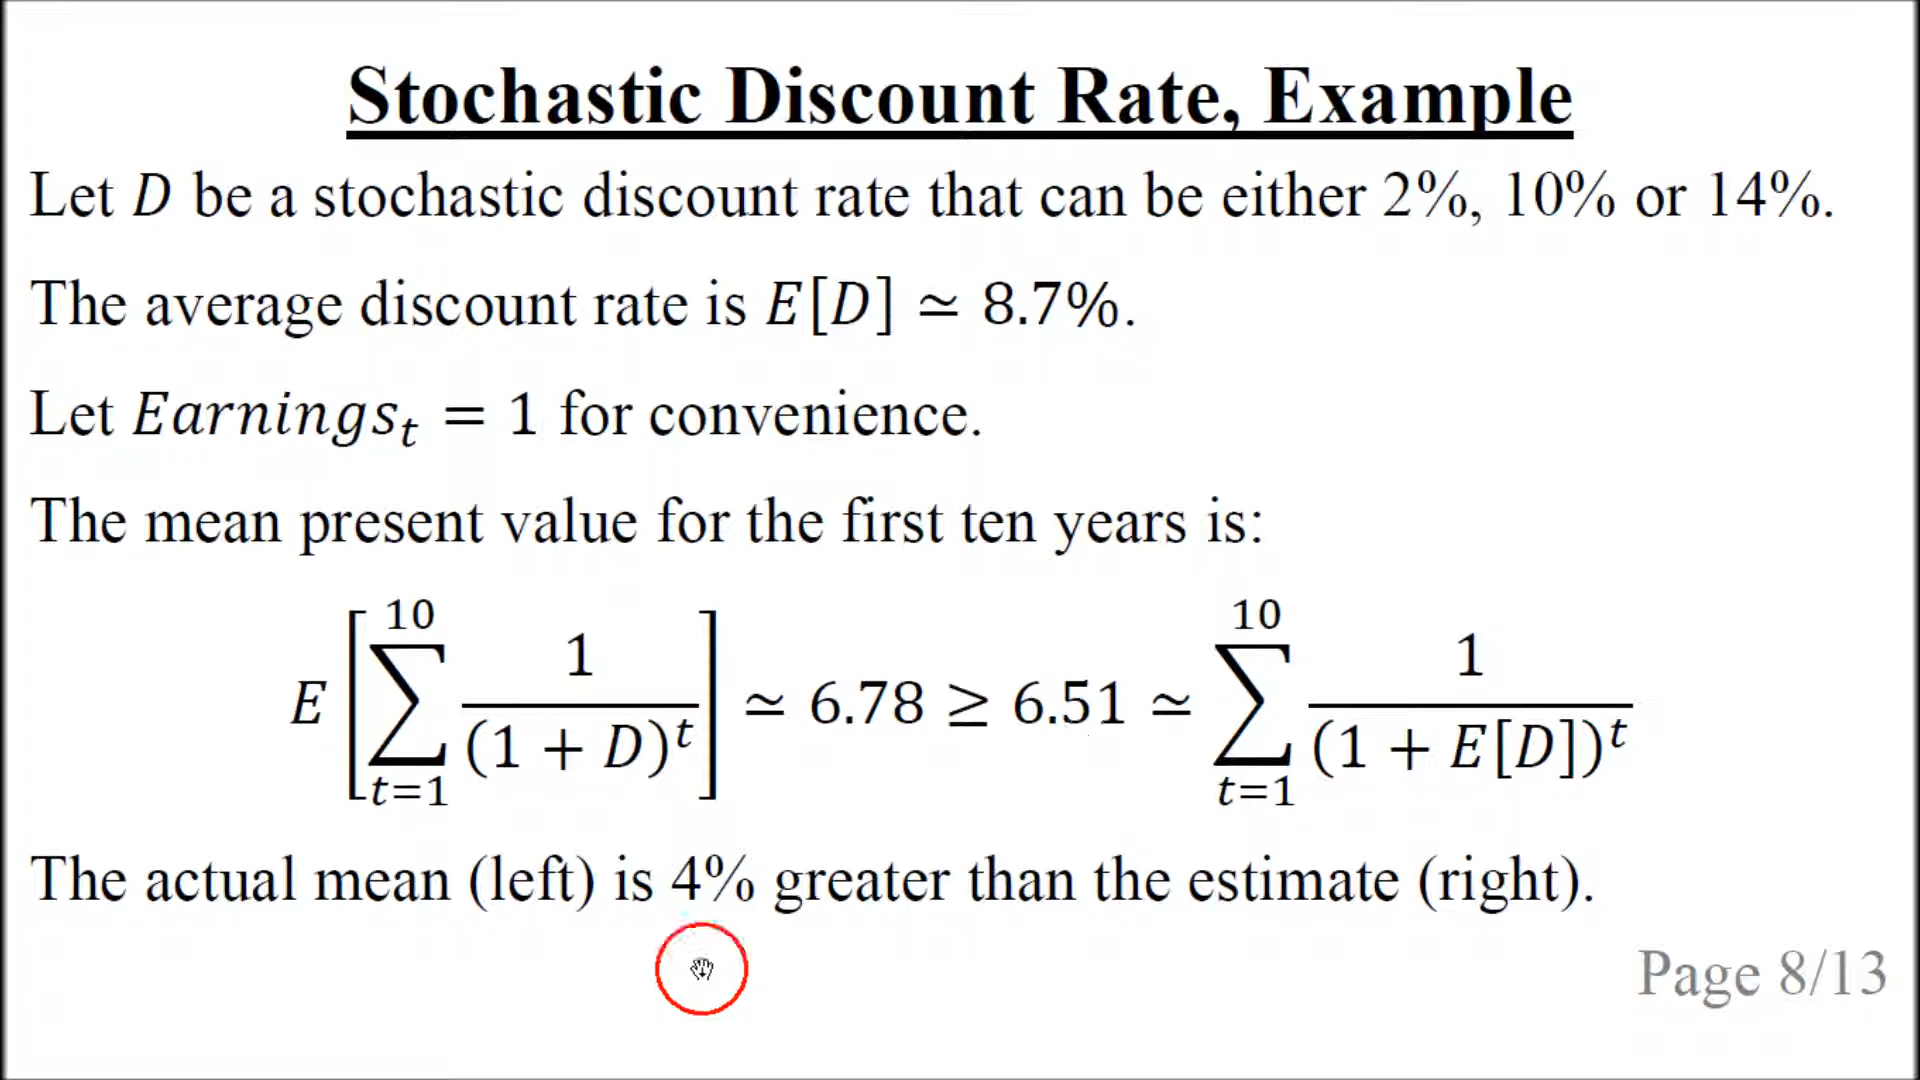 Stochastic Discount Rate, Example
Let D be a stochastic discount rate that can be either 2%, 10% or 14%.
The average discount rate is E[D] ≃ 8.7%.
Let Earnings_t = 1 for convenience.
The mean present value for the first ten years is:
E[∑_{t=1}^{10} 1/(1 + D)^t] ≃ 6.78 ≥ 6.51 ≃ ∑_{t=1}^{10} 1/(1 + E[D])^t
The actual mean (left) is 4% greater than the estimate (right).
Page 8/13